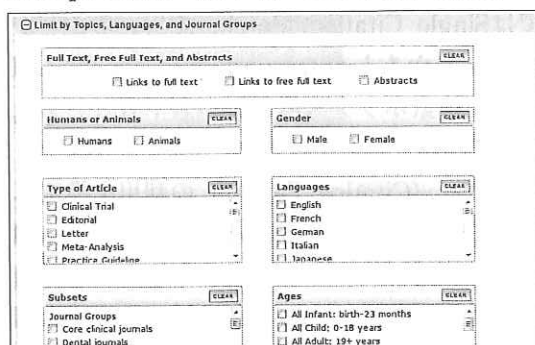 Limit by Topics, Languages, and Journal Groups
Full Text, Free Full Text, and Abstracts CLEAR
Links to full text Links to free full text Abstracts
Humans or Animals CLEAR
Humans Animals
Gender CLEAR
Male Female
Type of Article CLEAR
Clinical Trial
Editorial
Letter
Meta-Analysis
Practice Guideline
Languages CLEAR
English
French
German
Italian
Japanese
Subsets CLEAR
Journal Groups
Core clinical journals
Dental journals
Ages CLEAR
All Infant: birth-23 months
All Child: 0-18 years
All Adult: 19+ years